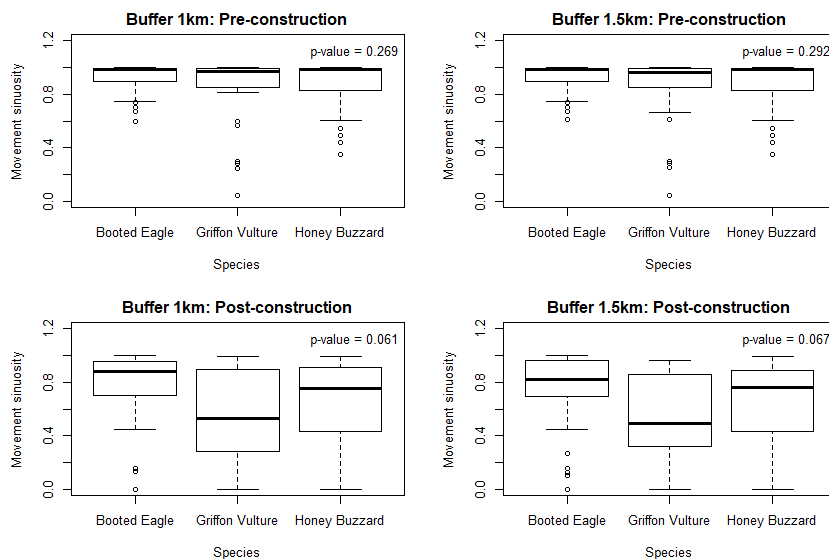 Buffer 1km: Pre-construction
p-value = 0.269
Movement sinuosity
1.2
0.8
0.4
0.0
Booted Eagle Griffon Vulture Honey Buzzard
Species
Buffer 1.5km: Pre-construction
p-value = 0.292
Movement sinuosity
1.2
0.8
0.4
0.0
Booted Eagle Griffon Vulture Honey Buzzard
Species
Buffer 1km: Post-construction
p-value = 0.061
Movement sinuosity
1.2
0.8
0.4
0.0
Booted Eagle Griffon Vulture Honey Buzzard
Species
Buffer 1.5km: Post-construction
p-value = 0.067
Movement sinuosity
1.2
0.8
0.4
0.0
Booted Eagle Griffon Vulture Honey Buzzard
Species